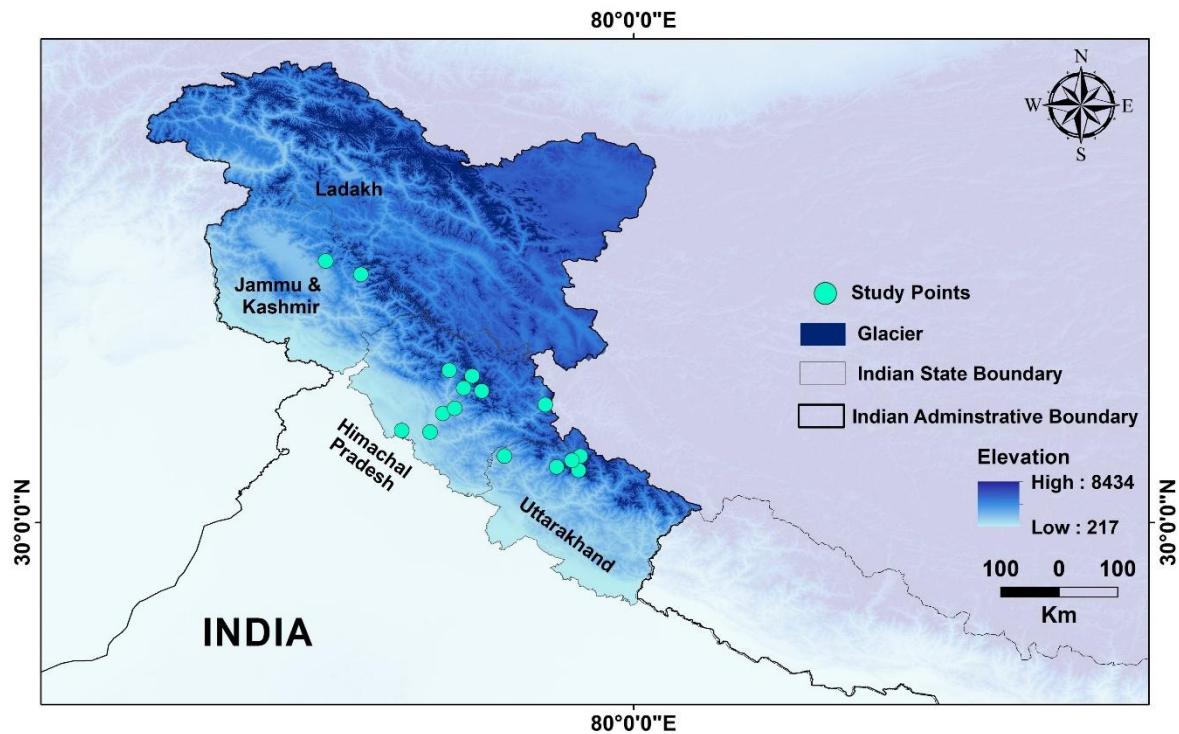 80°0'0"E
N
W
E
S
Ladakh
Jammu &
Kashmir
Study Points
Glacier
Indian State Boundary
Indian Adminstrative Boundary
Himachal
Pradesh
Elevation
High : 8434
Low : 217
Uttarakhand
30°0'0"N
30°0'0"N
100 0 100
Km
INDIA
80°0'0"E